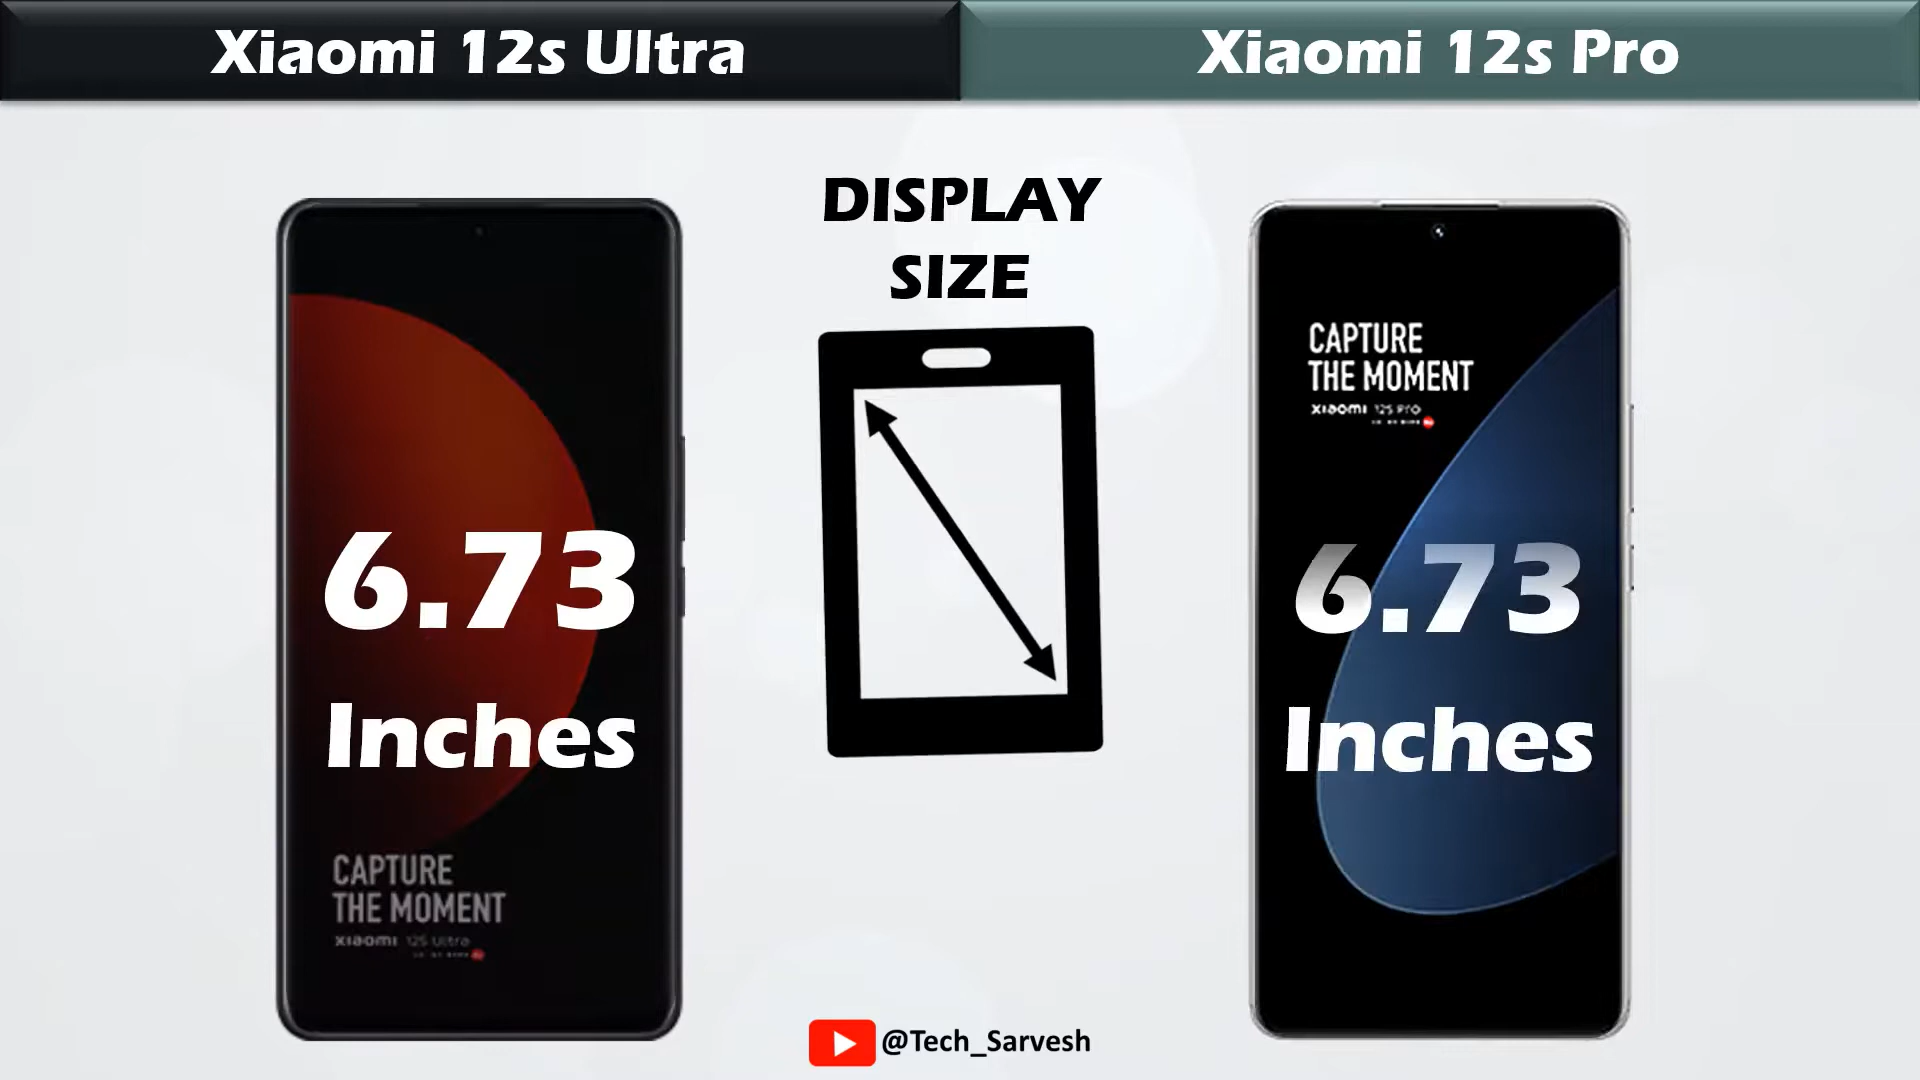 Xiaomi 12s Ultra
Xiaomi 12s Pro
DISPLAY
SIZE
6.73
Inches
CAPTURE
THE MOMENT
xiaomi 12S Ultra
CAPTURE
THE MOMENT
xiaomi 12S Pro
6.73
Inches
@Tech_Sarvesh